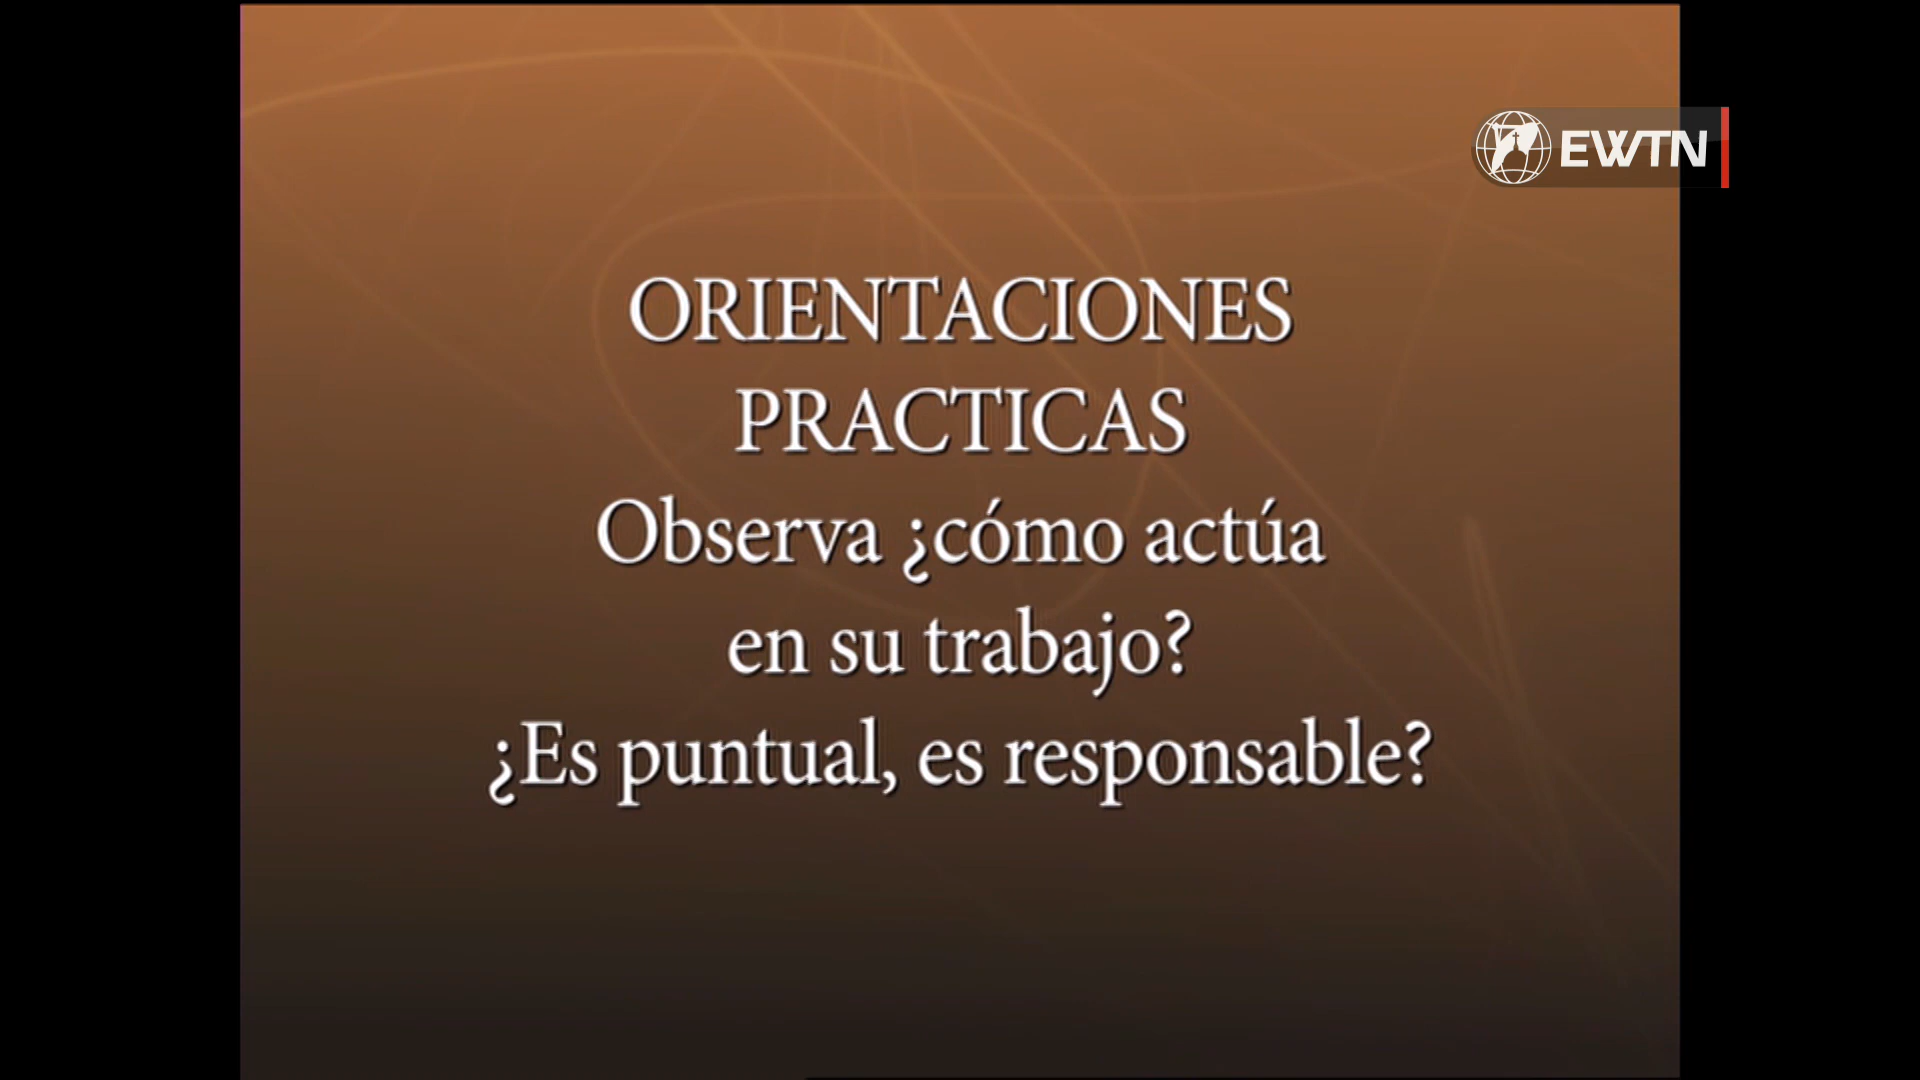 EWTN
ORIENTACIONES
PRACTICAS
Observa ¿cómo actúa
en su trabajo?
¿Es puntual, es responsable?